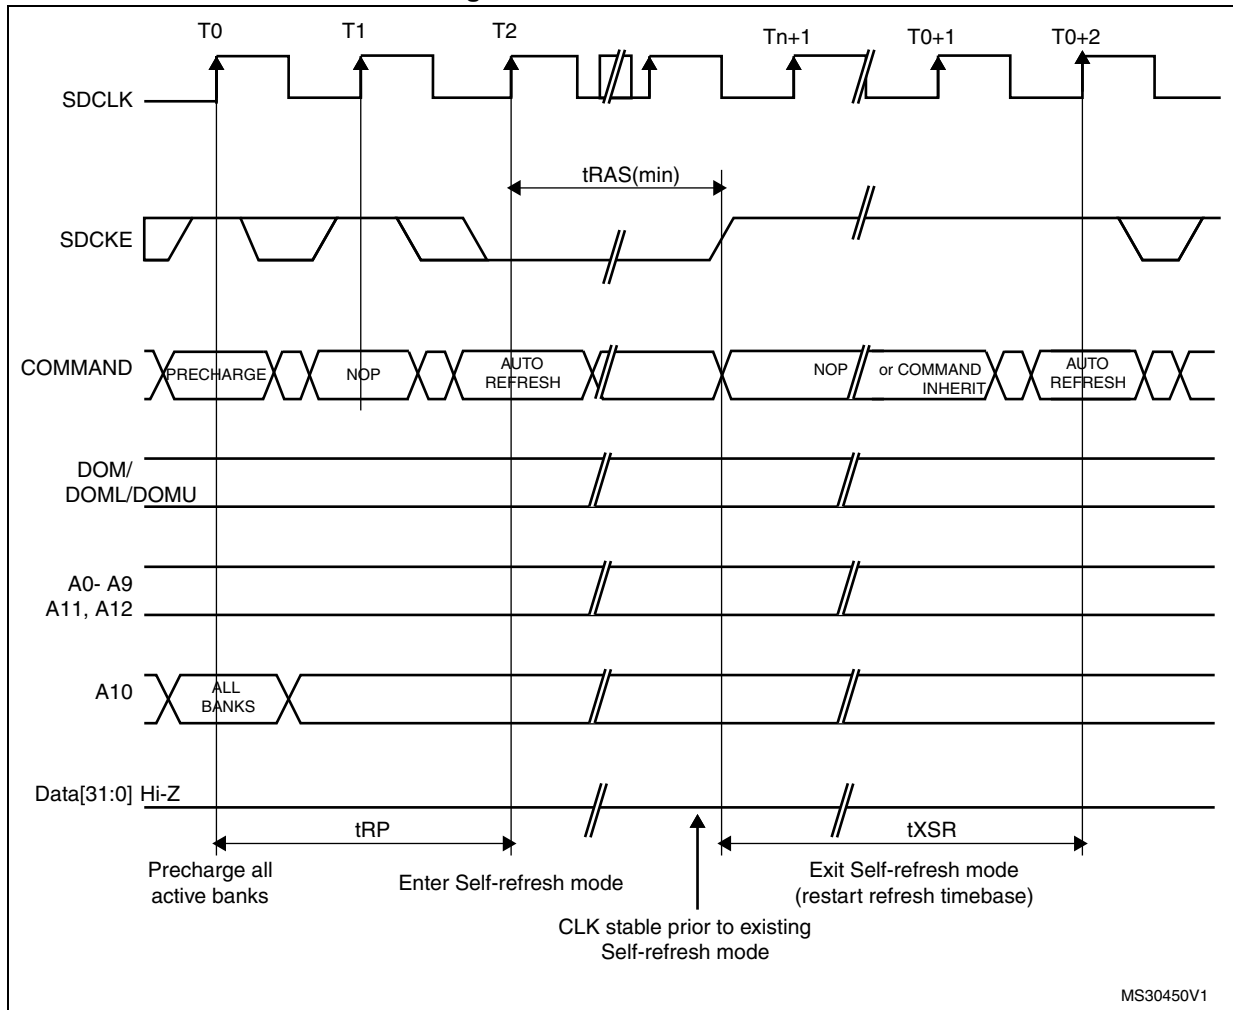 T0
T1
T2
Tn+1
T0+1
T0+2
SDCLK
tRAS(min)
SDCKE
COMMAND
PRECHARGE
NOP
AUTO
REFRESH
NOP
or COMMAND
INHERIT
AUTO
REFRESH
DOM/
DOML/DOMU
A0- A9
A11, A12
A10
ALL
BANKS
Data[31:0] Hi-Z
tRP
tXSR
Precharge all
active banks
Enter Self-refresh mode
Exit Self-refresh mode
(restart refresh timebase)
CLK stable prior to existing
Self-refresh mode
MS30450V1